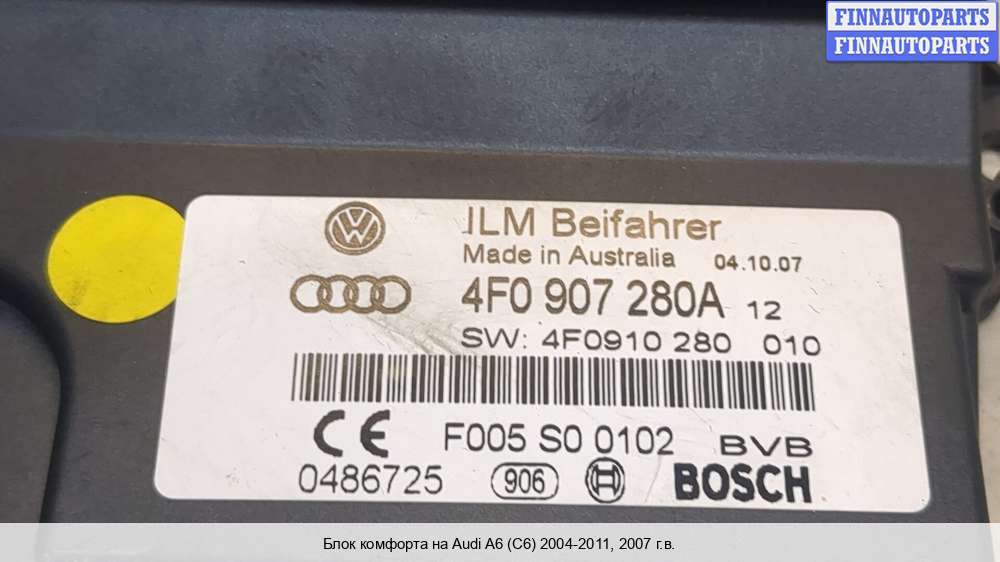 FINNAUTOPARTS
FINNAUTOPARTS
ILM Beifahrer
Made in Australia 04.10.07
4F0 907 280A 12
SW: 4F0910 280 010
CE F005 S0 0102 BVB
0486725 906 BOSCH
Блок комфорта на Audi A6 (C6) 2004-2011, 2007 г.в.